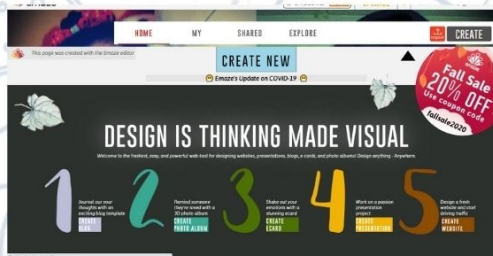 HOME MY SHARED EXPLORE
CREATE
This page was created with the Emaze editor
CREATE NEW
Emaze's Update on COVID-19
Fall Sale
20% OFF
Use coupon code
fallsale2020
DESIGN IS THINKING MADE VISUAL
Welcome to the freshest, easy, and powerful web-tool for designing websites, presentations, blogs, e-cards, and photo albums! Design anything - Anywhere.
1
Journal our your
thoughts with an
exciting blog template
CREATE
BLOG
2
Remind someone
they're loved with a
3D photo album
CREATE
PHOTO ALBUM
3
Shake out your
emotions with a
stunning ecard
CREATE
ECARD
4
Work on a passion
presentation
project
CREATE
PRESENTATION
5
Design a fresh
website and start
driving traffic
CREATE
WEBSITE